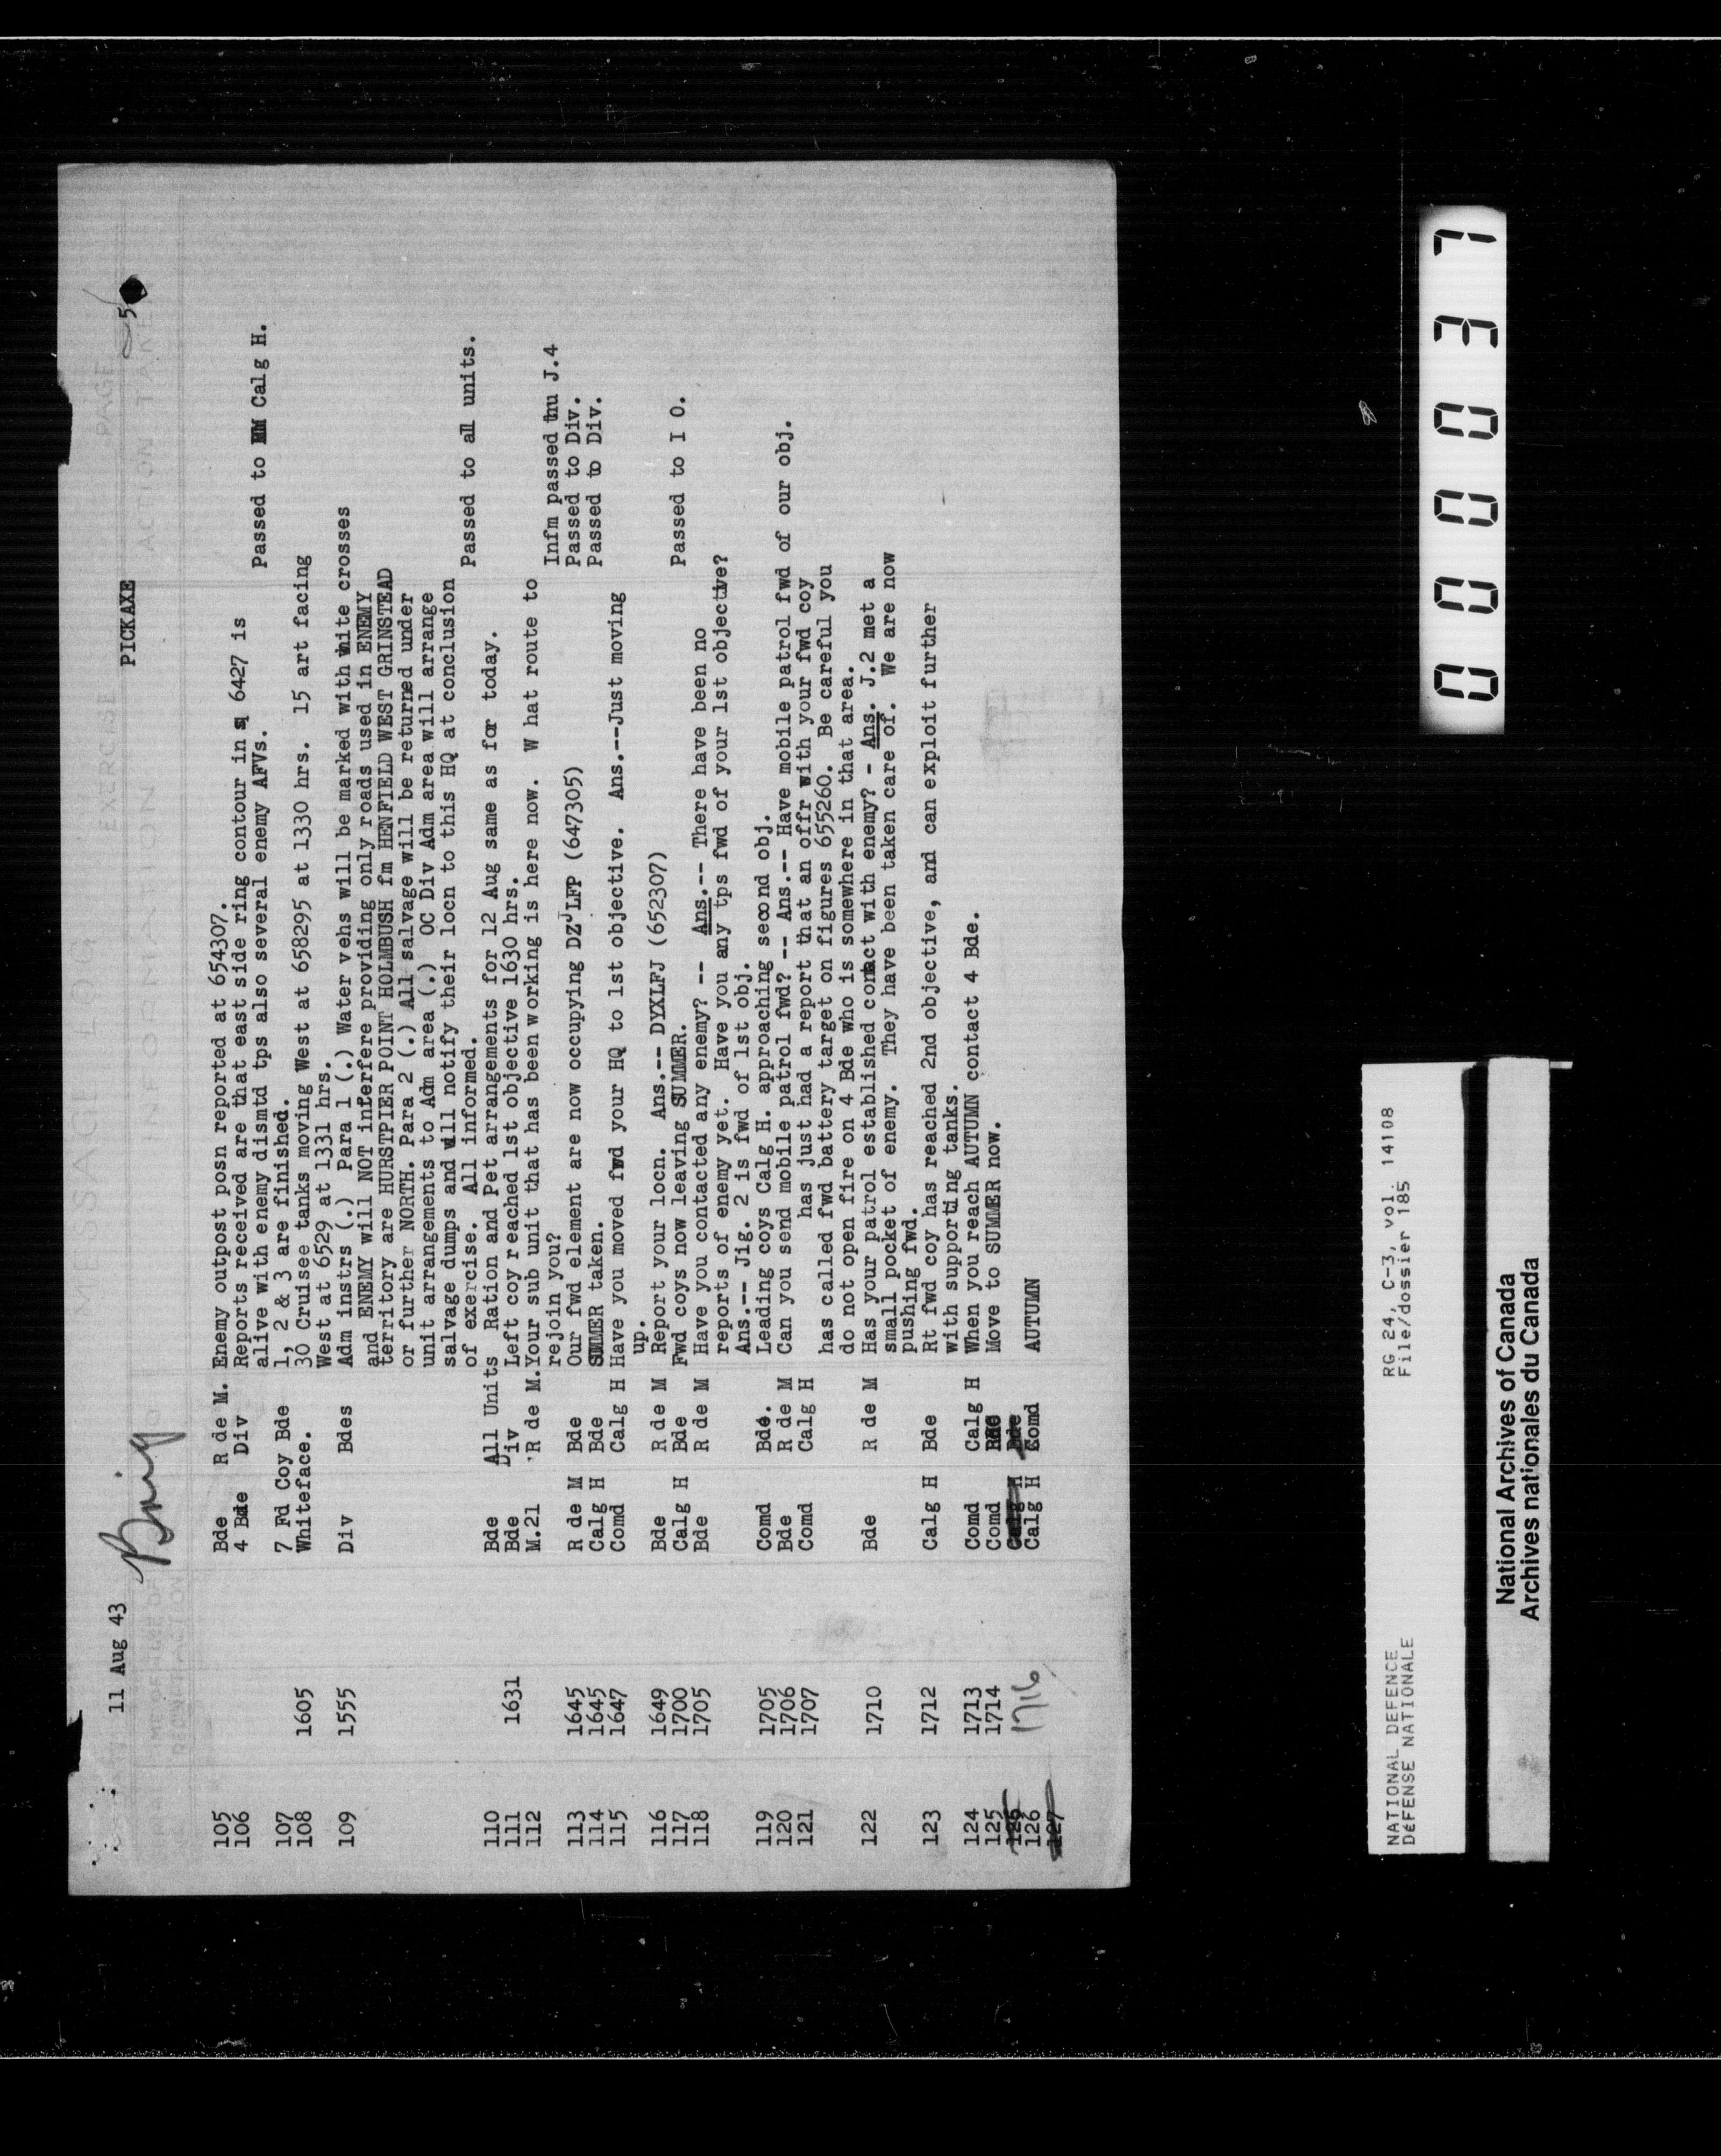 MESSAGE LOG
11 Aug 43 EXERCISE PICKAXE PAGE 5
INFORMATION ACTION TAKEN
105 Bde R de M. Enemy outpost posn reported at 654307.
106 4 Bde Div Reports received are that east side ring contour in sq 6427 is
alive with enemy dismtd tps also several enemy AFVs. Passed to Calg H.
107 7 Fd Coy Bde 1, 2 & 3 are finished.
108 1605 Whiteface. 30 Cruise tanks moving West at 658295 at 1330 hrs. 15 art facing
West at 6529 at 1331 hrs.
109 1555 Div Bdes Adm instrs (.) Para 1 (.) Water vehs will be marked with white crosses
and ENEMY will NOT interfere providing only roads used in ENEMY
territory are HURSTPIER POINT HOLMBUSH fm HENFIELD WEST GRINSTEAD
or further NORTH. Para 2 (.) All salvage will be returned under
unit arrangements to Adm area (.) OC Div Adm area will arrange
salvage dumps and will notify their locn to this HQ at conclusion
of exercise. All informed. Passed to all units.
110 Bde All Units Ration and Pet arrangements for 12 Aug same as for today.
111 1631 Bde Div Left coy reached 1st objective 1630 hrs.
112 M.21 R de M. Your sub unit that has been working is here now. W hat route to
rejoin you? Infm passed thu J.4
113 1645 R de M Bde Our fwd element are now occupying DZJLFP (647305) Passed to Div.
114 1645 Calg H Bde SUMMER taken. Passed to Div.
115 1647 Comd Calg H Have you moved fwd your HQ to 1st objective. Ans.--Just moving
up.
116 1649 Bde R de M Report your locn. Ans.-- DYXLFJ (652307)
117 1700 Calg H Bde Fwd coys now leaving SUMMER. Passed to I O.
118 1705 Bde R de M Have you contacted any enemy? -- Ans.-- There have been no
reports of enemy yet. Have you any tps fwd of your 1st objective?
Ans.-- Jig. 2 is fwd of 1st obj.
119 1705 Comd Bde. Leading coys Calg H. approaching second obj.
120 1706 Bde R de M Can you send mobile patrol fwd? -- Ans.-- Have mobile patrol fwd of our obj.
121 1707 Comd Calg H has just had a report that an offr with your fwd coy
has called fwd battery target on figures 655260. Be careful you
do not open fire on 4 Bde who is somewhere in that area.
122 1710 Bde R de M Has your patrol established contact with enemy? - Ans. J.2 met a
small pocket of enemy. They have been taken care of. We are now
pushing fwd.
123 1712 Calg H Bde Rt fwd coy has reached 2nd objective, and can exploit further
with supporting tanks.
124 1713 Comd Calg H When you reach AUTUMN contact 4 Bde.
125 1714 Comd Bde Move to SUMMER now.
126 Calg H Bde
126 1716 Calg H Comd AUTUMN
127
000037
NATIONAL DEFENCE RG 24, C-3, vol. 14108
DÉFENSE NATIONALE File/dossier 185
National Archives of Canada
Archives nationales du Canada